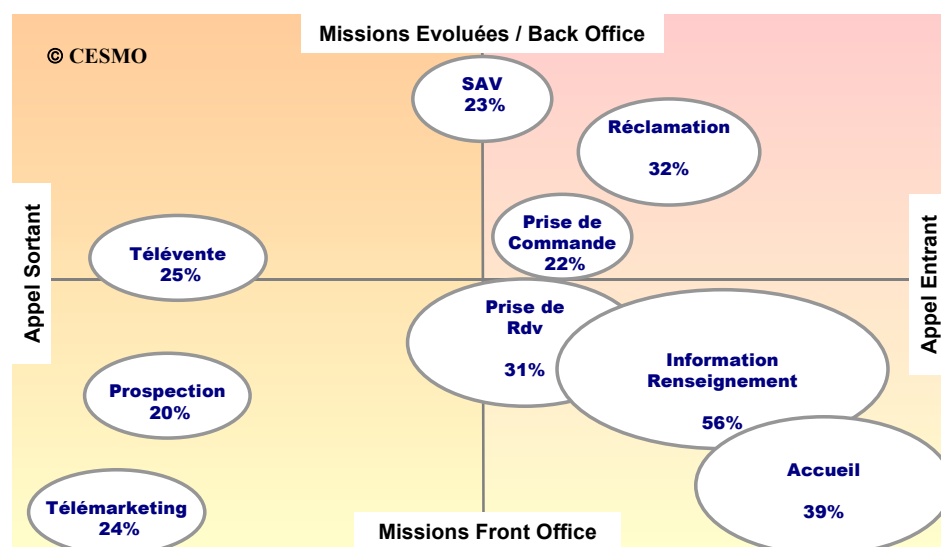 Missions Evoluées / Back Office
© CESMO
SAV
23%
Réclamation
32%
Prise de
Commande
22%
Appel Sortant
Télévente
25%
Appel Entrant
Prise de
Rdv
31%
Information
Renseignement
56%
Prospection
20%
Accueil
39%
Télémarketing
24%
Missions Front Office